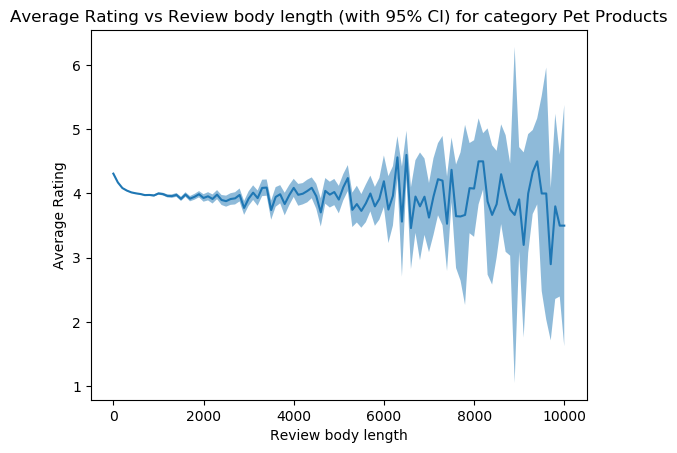 Average Rating vs Review body length (with 95% CI) for category Pet Products
6
5
4
3
2
1
Average Rating
0 2000 4000 6000 8000 10000
Review body length